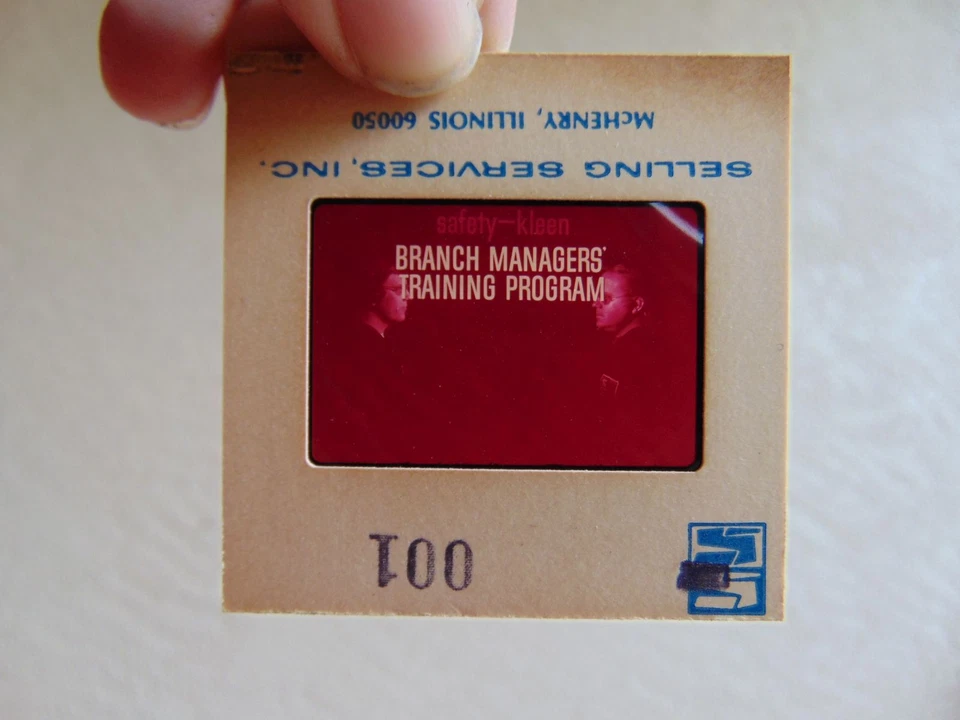 McHENRY, ILLINOIS 60050
SELLING SERVICES, INC.
safety-kleen
BRANCH MANAGERS'
TRAINING PROGRAM
001